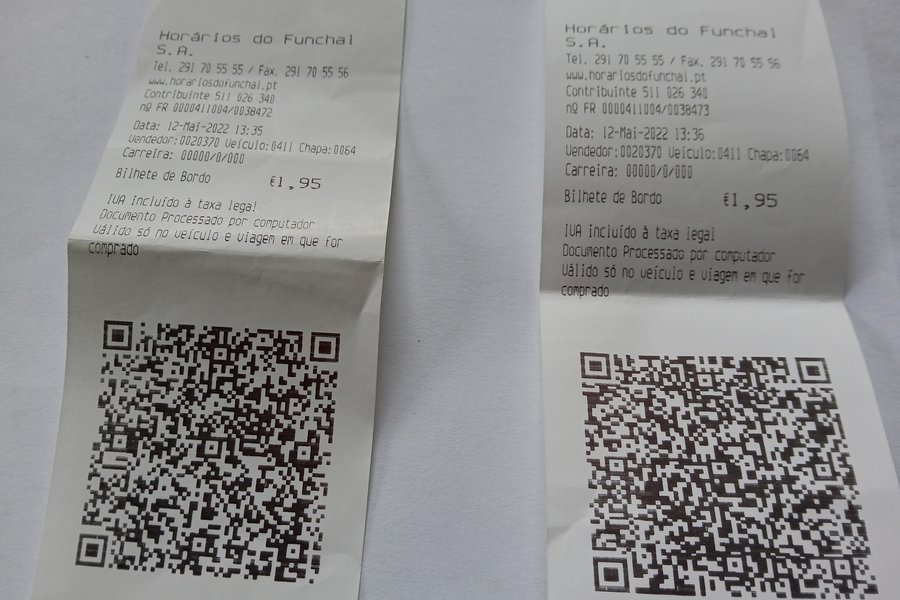 Horários do Funchal
S.A.
Tel. 291 70 55 55 / Fax. 291 70 55 56
www.horariosdofunchal.pt
Contribuinte 511 026 340
nº FR 0000411004/0038472
Data: 12-Mai-2022 13:35
Vendedor:0020370 Veículo:0411 Chapa:0064
Carreira: 00000/0/000
Bilhete de Bordo €1,95
IVA incluído à taxa legal
Documento Processado por computador
Válido só no veículo e viagem em que for
comprado
Horários do Funchal
S.A.
Tel. 291 70 55 55 / Fax. 291 70 55 56
www.horariosdofunchal.pt
Contribuinte 511 026 340
nº FR 0000411004/0038473
Data: 12-Mai-2022 13:36
Vendedor:0020370 Veículo:0411 Chapa:0064
Carreira: 00000/0/000
Bilhete de Bordo €1,95
IVA incluído à taxa legal
Documento Processado por computador
Válido só no veículo e viagem em que for
comprado